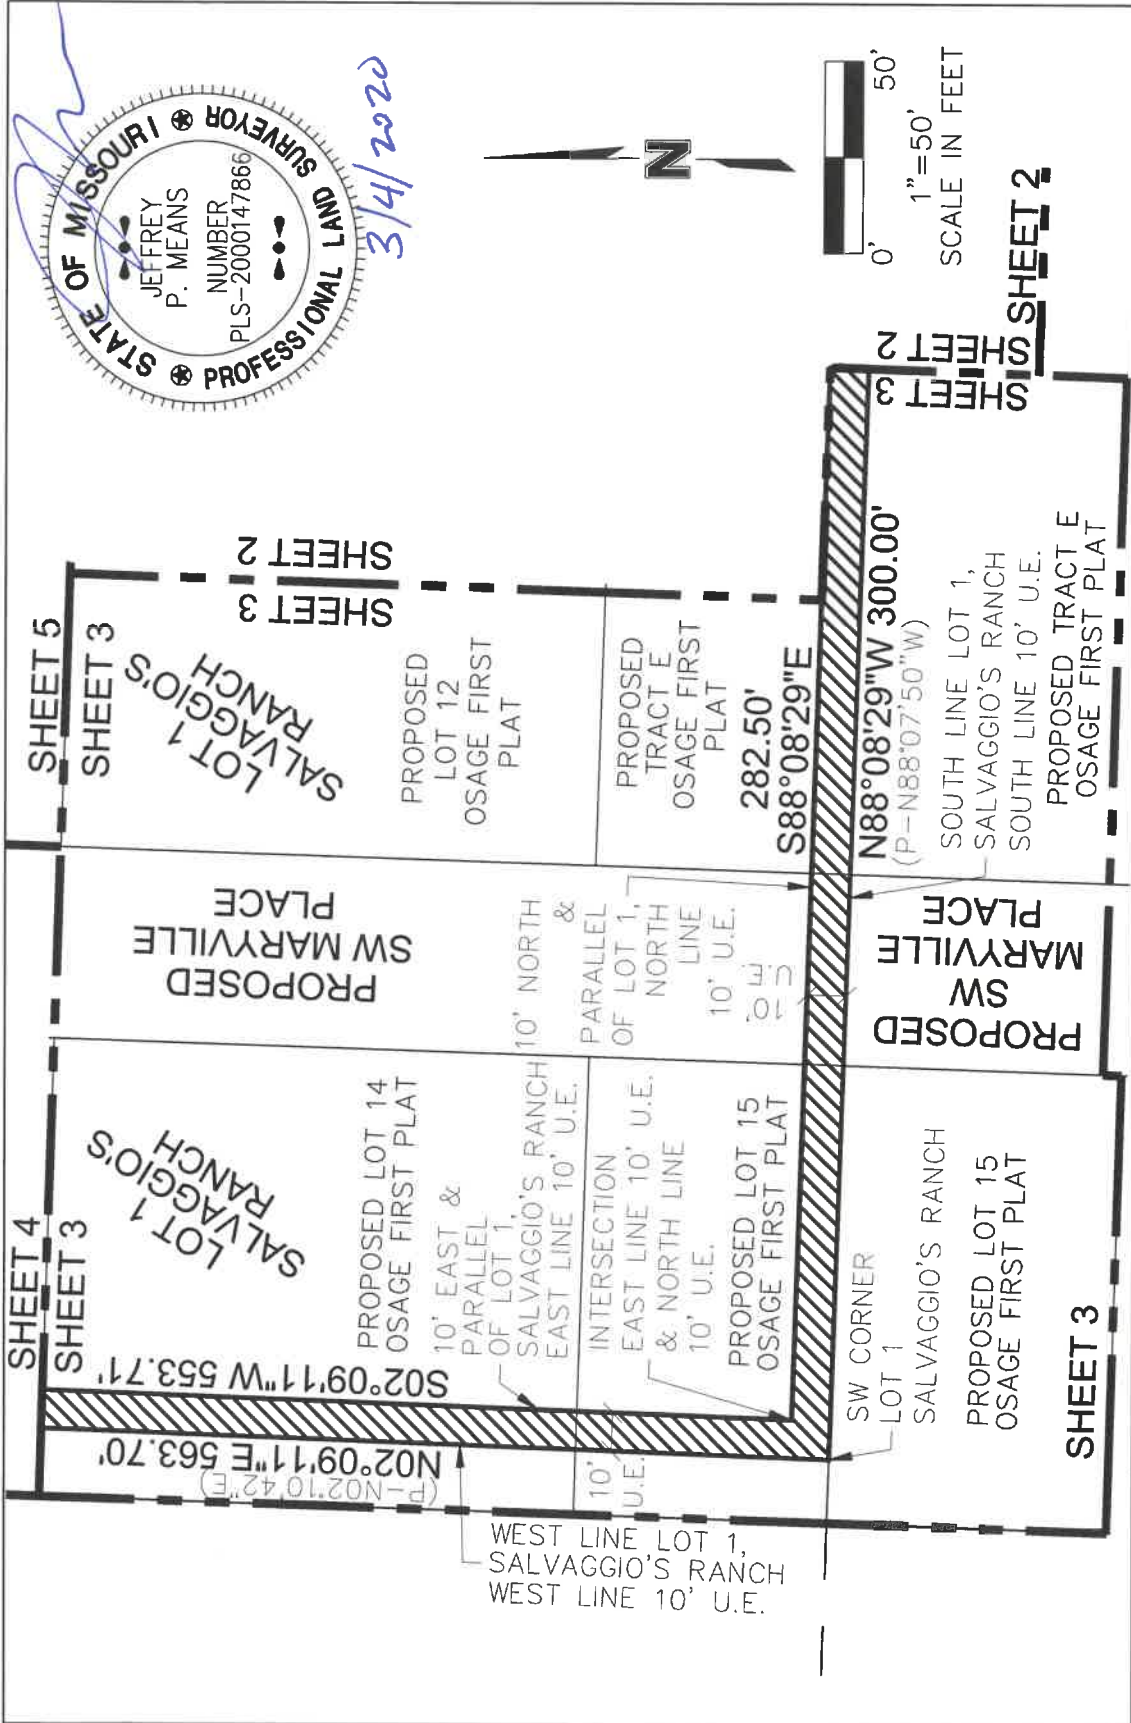 STATE OF MISSOURI
PROFESSIONAL LAND SURVEYOR
JEFFREY
P. MEANS
NUMBER
PLS-2000147866
3/4/2020
N
0' 50'
1"=50'
SCALE IN FEET
SHEET 4
SHEET 3
SHEET 5
SHEET 3
SHEET 2
SHEET 3
SHEET 2
SHEET 3
SHEET 2
SHEET 3
LOT 1
SALVAGGIO'S
RANCH
LOT 1
SALVAGGIO'S
RANCH
PROPOSED
SW MARYVILLE
PLACE
PROPOSED
LOT 12
OSAGE FIRST
PLAT
PROPOSED LOT 14
OSAGE FIRST PLAT
10' EAST &
PARALLEL
OF LOT 1,
SALVAGGIO'S RANCH
EAST LINE 10' U.E.
10' NORTH
&
PARALLEL
OF LOT 1,
NORTH
LINE
10' U.E.
10'
U.E.
PROPOSED
TRACT E
OSAGE FIRST
PLAT
282.50'
S88°08'29"E
INTERSECTION
EAST LINE 10' U.E.
& NORTH LINE
10' U.E.
PROPOSED LOT 15
OSAGE FIRST PLAT
S02°09'11"W 553.71'
N02°09'11"E 563.70'
(P-N02°10'42"E)
10'
U.E.
WEST LINE LOT 1,
SALVAGGIO'S RANCH
WEST LINE 10' U.E.
SW CORNER
LOT 1
SALVAGGIO'S RANCH
PROPOSED LOT 15
OSAGE FIRST PLAT
PROPOSED
SW
MARYVILLE
PLACE
N88°08'29"W 300.00'
(P-N88°07'50"W)
SOUTH LINE LOT 1,
SALVAGGIO'S RANCH
SOUTH LINE 10' U.E.
PROPOSED TRACT E
OSAGE FIRST PLAT